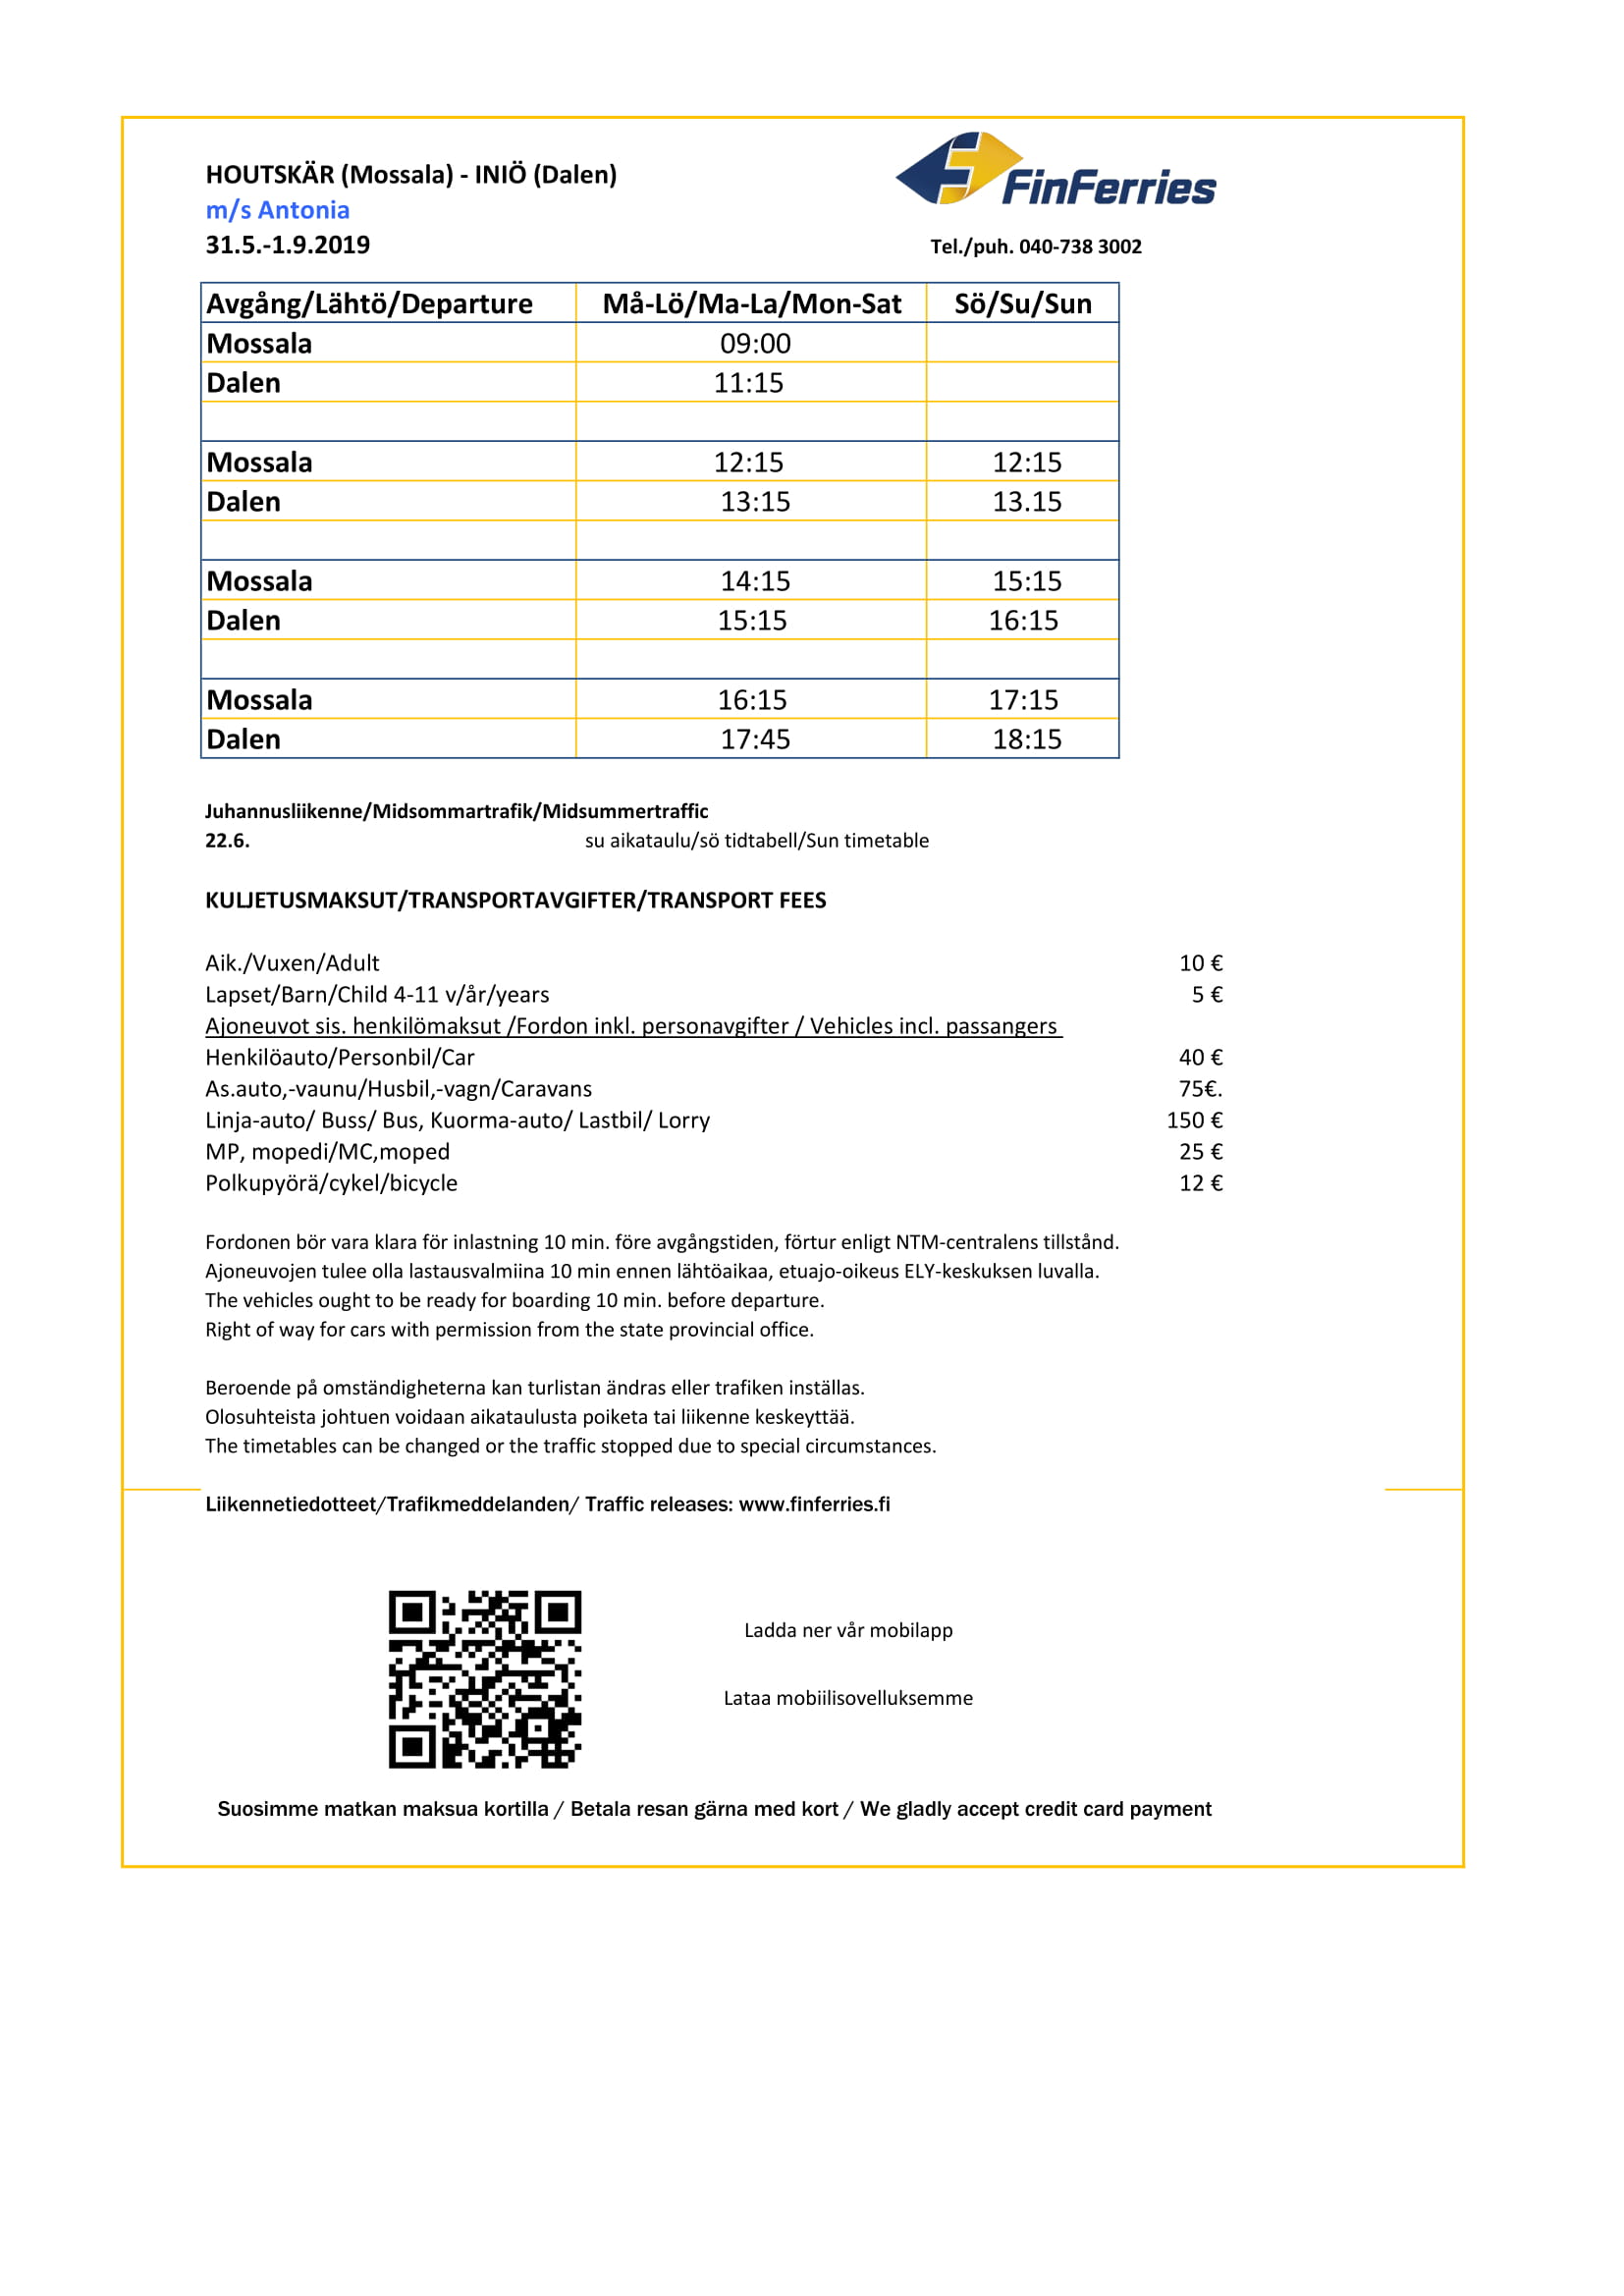 HOUTSKÄR (Mossala) - INIÖ (Dalen)
FinFerries
m/s Antonia
31.5.-1.9.2019 Tel./puh. 040-738 3002
Avgång/Lähtö/Departure Må-Lö/Ma-La/Mon-Sat Sö/Su/Sun
Mossala 09:00
Dalen 11:15
Mossala 12:15 12:15
Dalen 13:15 13.15
Mossala 14:15 15:15
Dalen 15:15 16:15
Mossala 16:15 17:15
Dalen 17:45 18:15
Juhannusliikenne/Midsommartrafik/Midsummertraffic
22.6. su aikataulu/sö tidtabell/Sun timetable
KULJETUSMAKSUT/TRANSPORTAVGIFTER/TRANSPORT FEES
Aik./Vuxen/Adult 10 €
Lapset/Barn/Child 4-11 v/år/years 5 €
Ajoneuvot sis. henkilömaksut /Fordon inkl. personavgifter / Vehicles incl. passangers
Henkilöauto/Personbil/Car 40 €
As.auto,-vaunu/Husbil,-vagn/Caravans 75€.
Linja-auto/ Buss/ Bus, Kuorma-auto/ Lastbil/ Lorry 150 €
MP, mopedi/MC,moped 25 €
Polkupyörä/cykel/bicycle 12 €
Fordonen bör vara klara för inlastning 10 min. före avgångstiden, förtur enligt NTM-centralens tillstånd.
Ajoneuvojen tulee olla lastausvalmiina 10 min ennen lähtöaikaa, etuajo-oikeus ELY-keskuksen luvalla.
The vehicles ought to be ready for boarding 10 min. before departure.
Right of way for cars with permission from the state provincial office.
Beroende på omständigheterna kan turlistan ändras eller trafiken inställas.
Olosuhteista johtuen voidaan aikataulusta poiketa tai liikenne keskeyttää.
The timetables can be changed or the traffic stopped due to special circumstances.
Liikennetiedotteet/Trafikmeddelanden/ Traffic releases: www.finferries.fi
Ladda ner vår mobilapp
Lataa mobiilisovelluksemme
Suosimme matkan maksua kortilla / Betala resan gärna med kort / We gladly accept credit card payment